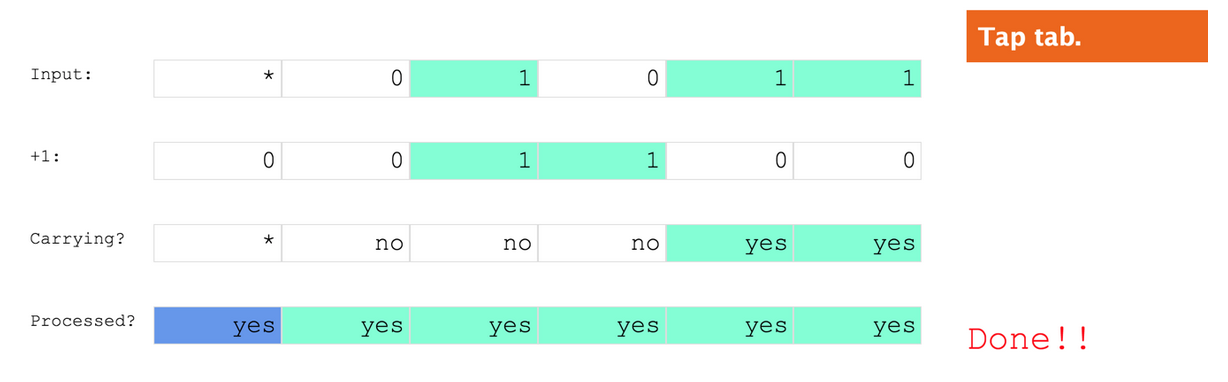 Tap tab.
Input: * 0 1 0 1 1
+1: 0 0 1 1 0 0
Carrying? * no no no yes yes
Processed? yes yes yes yes yes yes
Done!!